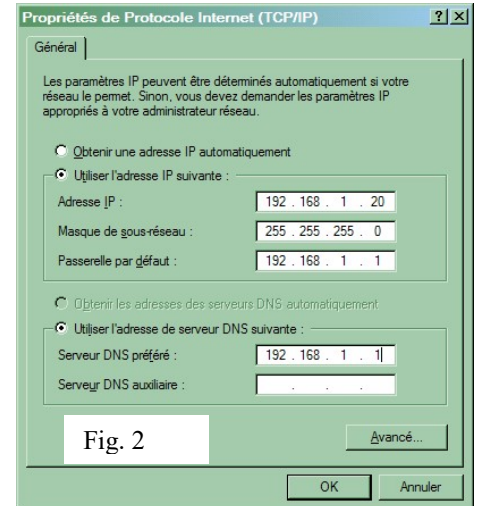 Propriétés de Protocole Internet (TCP/IP)
Général
Les paramètres IP peuvent être déterminés automatiquement si votre
réseau le permet. Sinon, vous devez demander les paramètres IP
appropriés à votre administrateur réseau.
Obtenir une adresse IP automatiquement
Utiliser l'adresse IP suivante :
Adresse IP : 192 . 168 . 1 . 20
Masque de sous-réseau : 255 . 255 . 255 . 0
Passerelle par défaut : 192 . 168 . 1 . 1
Obtenir les adresses des serveurs DNS automatiquement
Utiliser l'adresse de serveur DNS suivante :
Serveur DNS préféré : 192 . 168 . 1 . 1
Serveur DNS auxiliaire : . . .
Fig. 2
Avancé...
OK Annuler